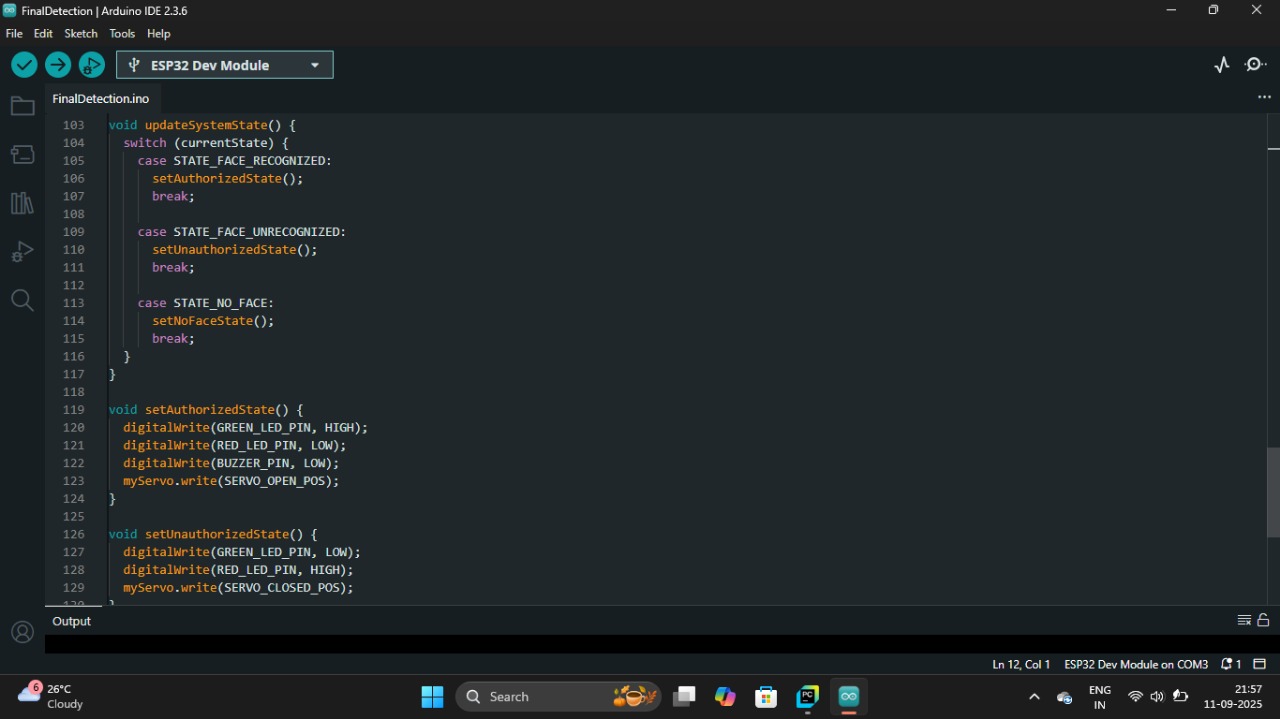 FinalDetection | Arduino IDE 2.3.6
File Edit Sketch Tools Help
ESP32 Dev Module
FinalDetection.ino
103 void updateSystemState() {
104 switch (currentState) {
105 case STATE_FACE_RECOGNIZED:
106 setAuthorizedState();
107 break;
108
109 case STATE_FACE_UNRECOGNIZED:
110 setUnauthorizedState();
111 break;
112
113 case STATE_NO_FACE:
114 setNoFaceState();
115 break;
116 }
117 }
118
119 void setAuthorizedState() {
120 digitalWrite(GREEN_LED_PIN, HIGH);
121 digitalWrite(RED_LED_PIN, LOW);
122 digitalWrite(BUZZER_PIN, LOW);
123 myServo.write(SERVO_OPEN_POS);
124 }
125
126 void setUnauthorizedState() {
127 digitalWrite(GREEN_LED_PIN, LOW);
128 digitalWrite(RED_LED_PIN, HIGH);
129 myServo.write(SERVO_CLOSED_POS);
130 }
Output
Ln 12, Col 1 ESP32 Dev Module on COM3 1
6
26°C
Cloudy
Search
PC
ENG
IN
21:57
11-09-2025